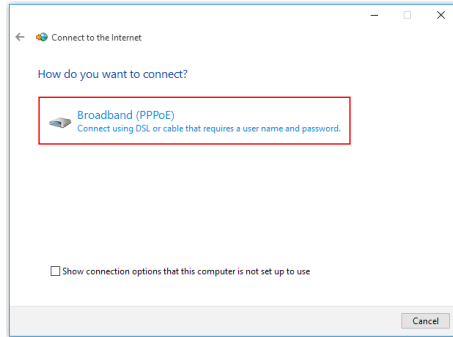 Connect to the Internet
How do you want to connect?
Broadband (PPPoE)
Connect using DSL or cable that requires a user name and password.
Show connection options that this computer is not set up to use
Cancel